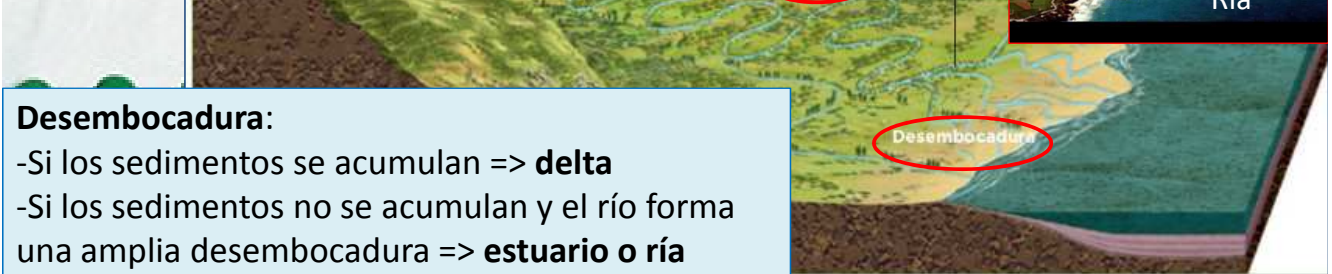 Ría
Desembocadura
Desembocadura:
-Si los sedimentos se acumulan => delta
-Si los sedimentos no se acumulan y el río forma
una amplia desembocadura => estuario o ría